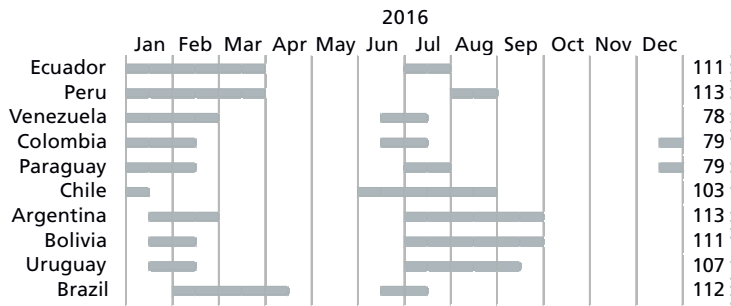 2016
Jan Feb Mar Apr May Jun Jul Aug Sep Oct Nov Dec
Ecuador 111
Peru 113
Venezuela 78
Colombia 79
Paraguay 79
Chile 103
Argentina 113
Bolivia 111
Uruguay 107
Brazil 112